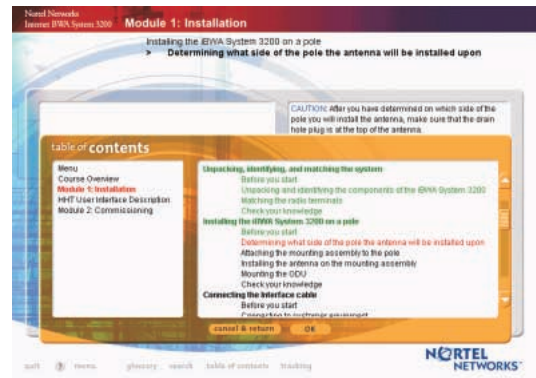 Nortel Networks
Internet BWA System 3200
Module 1: Installation
Installing the iBWA System 3200 on a pole
> Determining what side of the pole the antenna will be installed upon
CAUTION: After you have determined on which side of the
pole you will install the antenna, make sure that the drain
hole plug is at the top of the antenna.
table of contents
Menu
Course Overview
Module 1: Installation
HHT User Interface Description
Module 2: Commissioning
Unpacking, identifying, and matching the system
Before you start
Unpacking and identifying the components of the iBWA System 3200
Matching the radio terminals
Check your knowledge
Installing the iBWA System 3200 on a pole
Before you start
Determining what side of the pole the antenna will be installed upon
Attaching the mounting assembly to the pole
Installing the antenna on the mounting assembly
Mounting the ODU
Check your knowledge
Connecting the Interface cable
Before you start
Connecting to customer equipment
cancel & return
OK
quit ? menu glossary search table of contents tracking
NORTEL
NETWORKS™